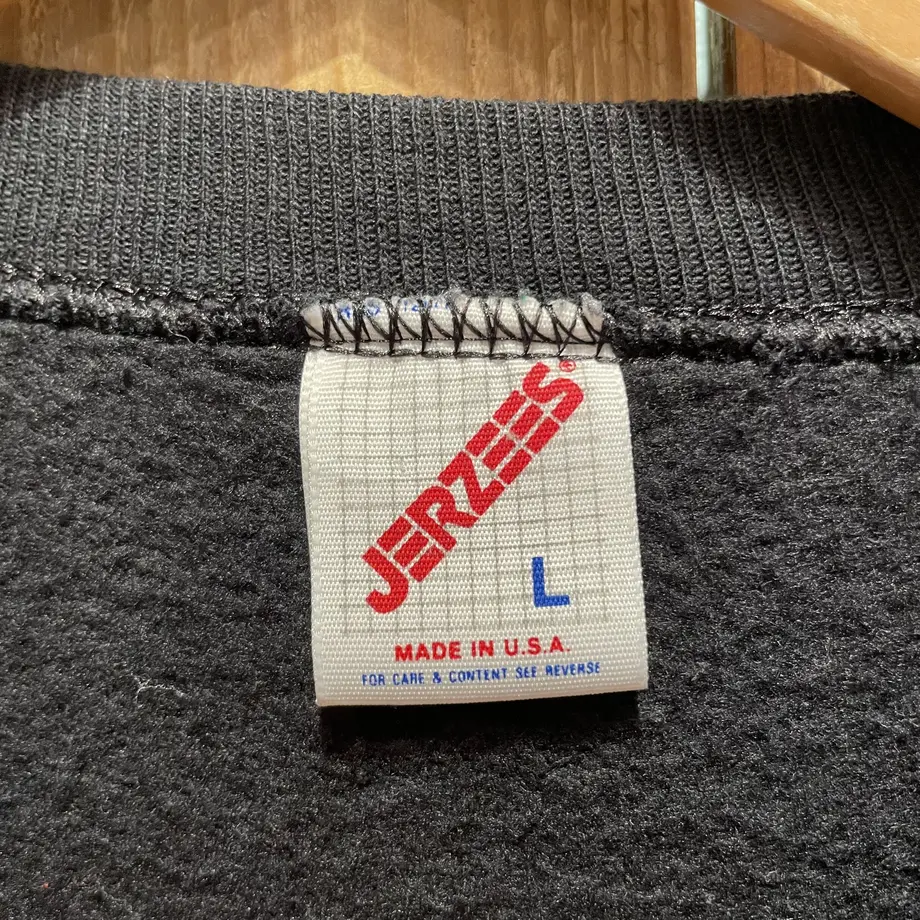 JERZEES®
L
MADE IN U.S.A.
FOR CARE & CONTENT SEE REVERSE